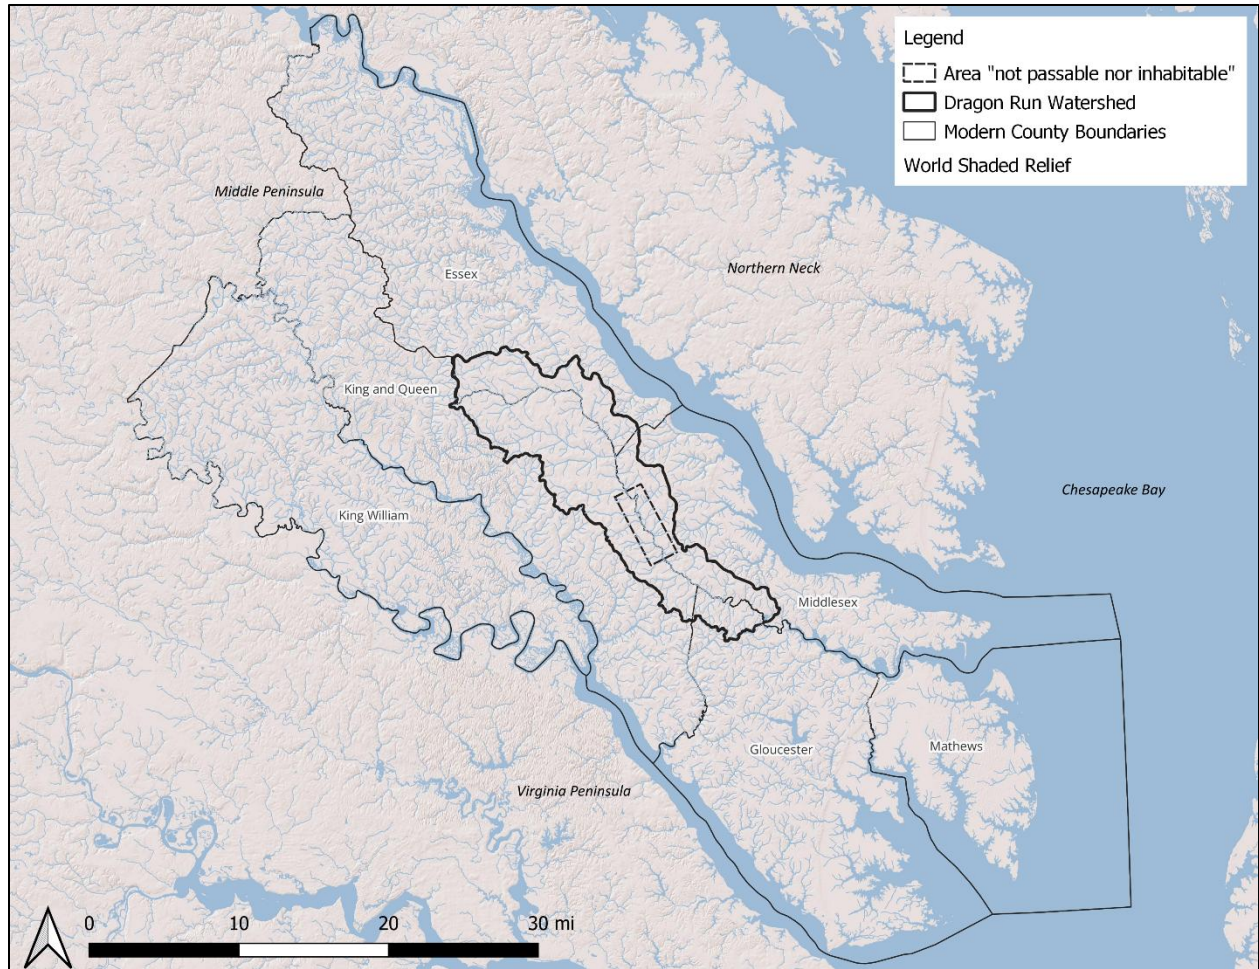 Legend
Area "not passable nor inhabitable"
Dragon Run Watershed
Modern County Boundaries
World Shaded Relief
Middle Peninsula
Northern Neck
Essex
King and Queen
Chesapeake Bay
King William
Middlesex
Gloucester
Mathews
Virginia Peninsula
0 10 20 30 mi